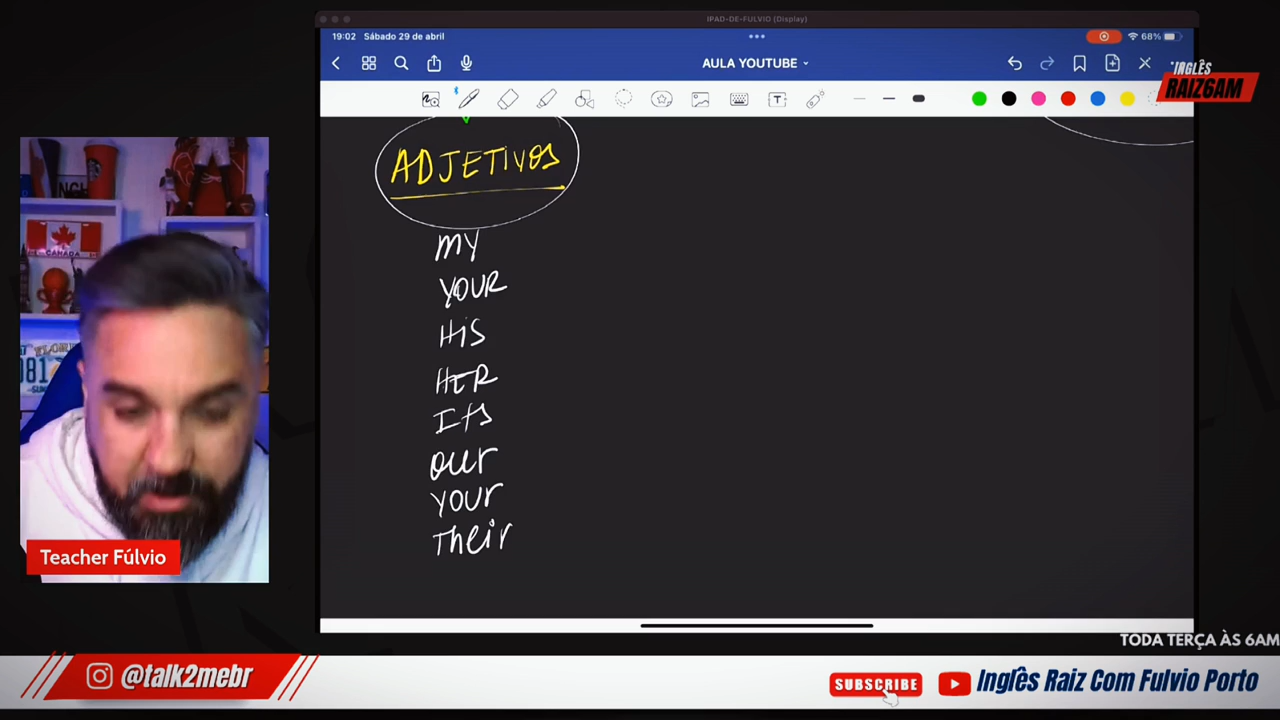 IPAD-DE-FULVIO (Display)
19:02 Sábado 29 de abril
68%
AULA YOUTUBE
INGLÊS
RAIZ6AM
ADJETIVOS
MY
YOUR
HiS
HER
Its
our
your
Their
CANADA
Teacher Fúlvio
TODA TERÇA ÀS 6AM
@talk2mebr
SUBSCRIBE
Inglês Raiz Com Fulvio Porto